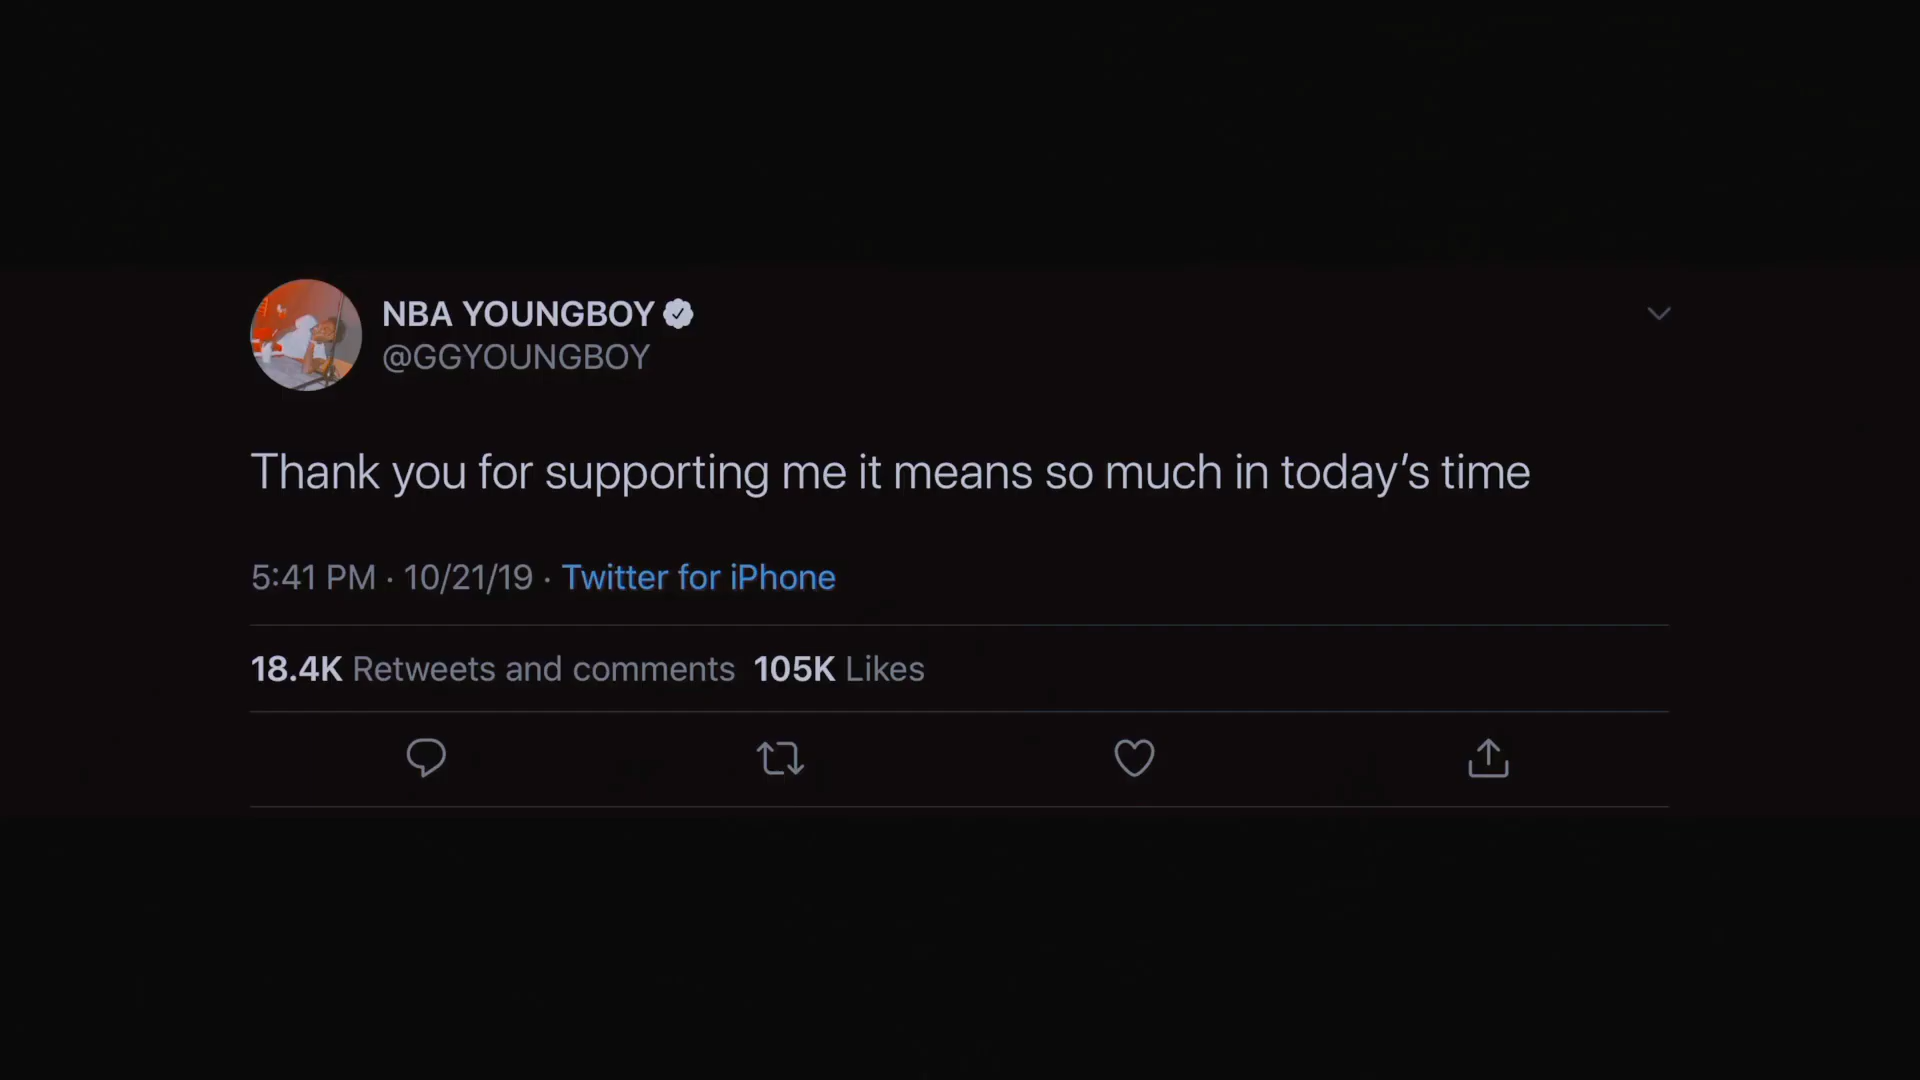 NBA YOUNGBOY
@GGYOUNGBOY
Thank you for supporting me it means so much in today’s time
5:41 PM · 10/21/19 · Twitter for iPhone
18.4K Retweets and comments 105K Likes